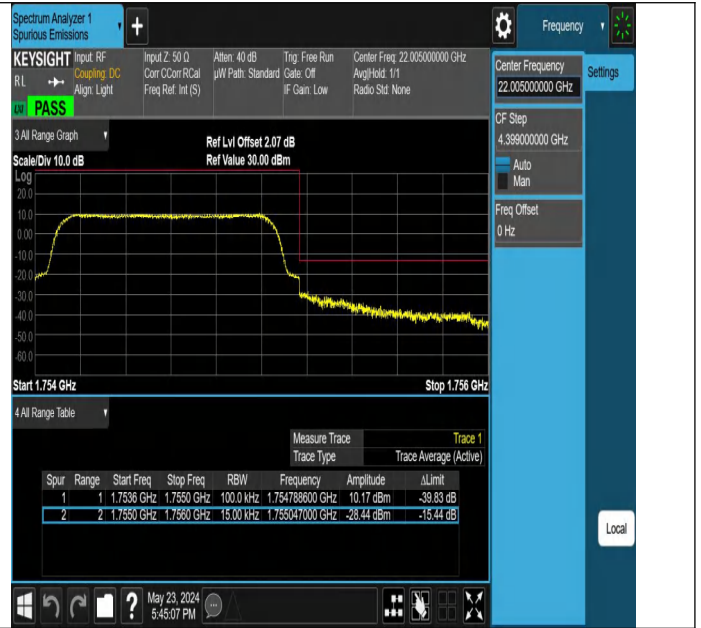 Spectrum Analyzer 1
Spurious Emissions
Frequency
KEYSIGHT Input: RF Input Z: 50 Ω Atten: 40 dB Trig: Free Run Center Freq: 22.005000000 GHz
RL Coupling: DC Corr CCorr RCal µW Path: Standard Gate: Off Avg|Hold: 1/1
Align: Light Freq Ref: Int (S) IF Gain: Low Radio Std: None
PASS
Center Frequency
22.005000000 GHz
Settings
CF Step
4.399000000 GHz
Auto
Man
Freq Offset
0 Hz
3 All Range Graph
Ref Lvl Offset 2.07 dB
Scale/Div 10.0 dB Ref Value 30.00 dBm
Log
20.0
10.0
0.00
-10.0
-20.0
-30.0
-40.0
-50.0
-60.0
Start 1.754 GHz Stop 1.756 GHz
4 All Range Table
Measure Trace Trace 1
Trace Type Trace Average (Active)
Spur Range Start Freq Stop Freq RBW Frequency Amplitude ΔLimit
1 1 1.7536 GHz 1.7550 GHz 100.0 kHz 1.754788600 GHz 10.17 dBm -39.83 dB
2 2 1.7550 GHz 1.7560 GHz 15.00 kHz 1.755047000 GHz -28.44 dBm -15.44 dB
Local
May 23, 2024
5:45:07 PM